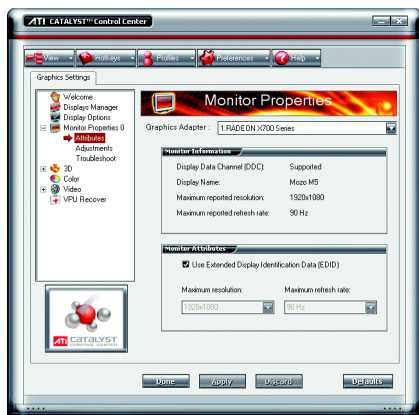 ATI CATALYST™ Control Center
View
Hotkeys
Profiles
Preferences
Help
Graphics Settings
Welcome
Displays Manager
Display Options
Monitor Properties 0
Attributes
Adjustments
Troubleshoot
3D
Color
Video
VPU Recover
ATI CATALYST
CONTROL CENTER
Monitor Properties
Graphics Adapter :
1.RADEON X700 Series
Monitor Information
Display Data Channel (DDC): Supported
Display Name: Mozo M5
Maximum reported resolution: 1920x1080
Maximum reported refresh rate: 90 Hz
Monitor Attributes
Use Extended Display Identification Data (EDID)
Maximum resolution: Maximum refresh rate:
1920x1080 90 Hz
Done Apply Discard Defaults